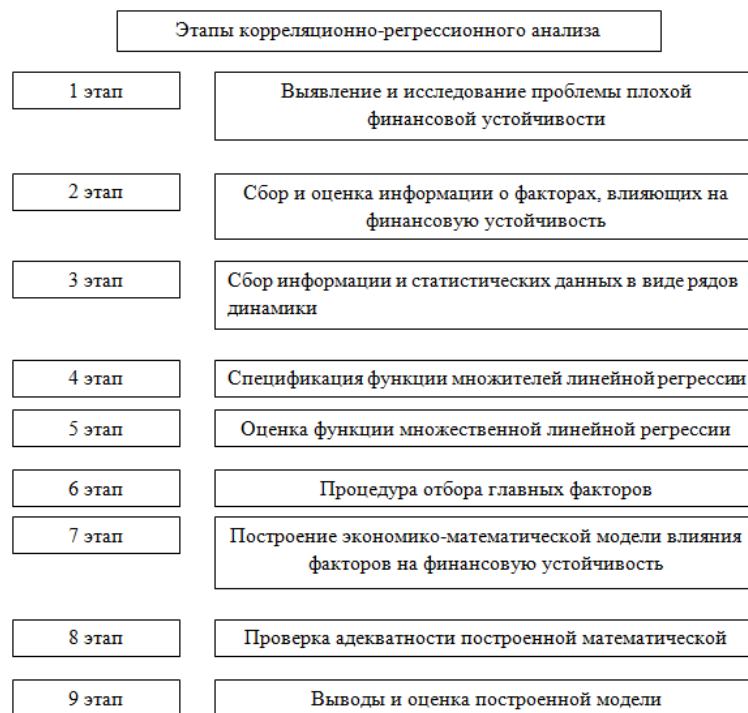 Этапы корреляционно-регрессионного анализа
1 этап
Выявление и исследование проблемы плохой
финансовой устойчивости
2 этап
Сбор и оценка информации о факторах, влияющих на
финансовую устойчивость
3 этап
Сбор информации и статистических данных в виде рядов
динамики
4 этап
Спецификация функции множителей линейной регрессии
5 этап
Оценка функции множественной линейной регрессии
6 этап
Процедура отбора главных факторов
7 этап
Построение экономико-математической модели влияния
факторов на финансовую устойчивость
8 этап
Проверка адекватности построенной математической
9 этап
Выводы и оценка построенной модели